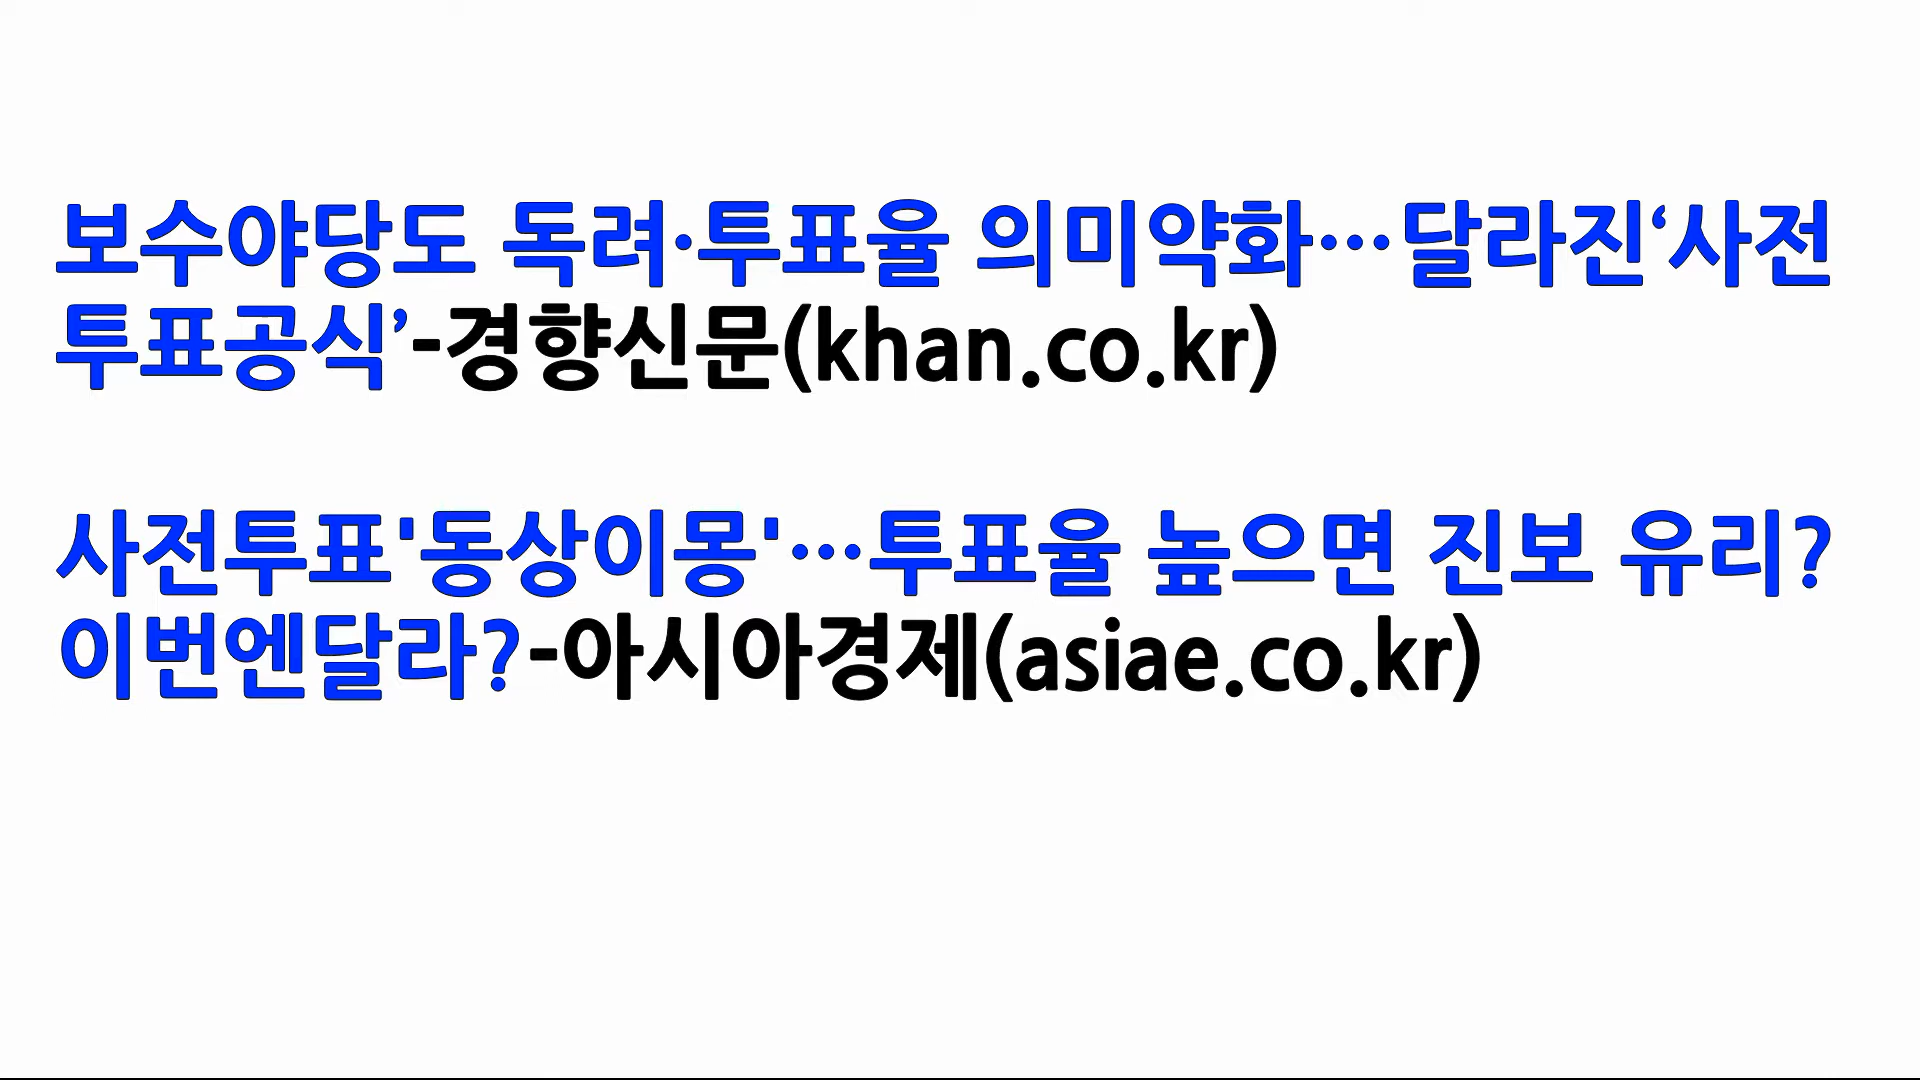 보수야당도 독려·투표율 의미약화…달라진‘사전
투표공식’-경향신문(khan.co.kr)
사전투표'동상이몽'…투표율 높으면 진보 유리?
이번엔달라?-아시아경제(asiae.co.kr)